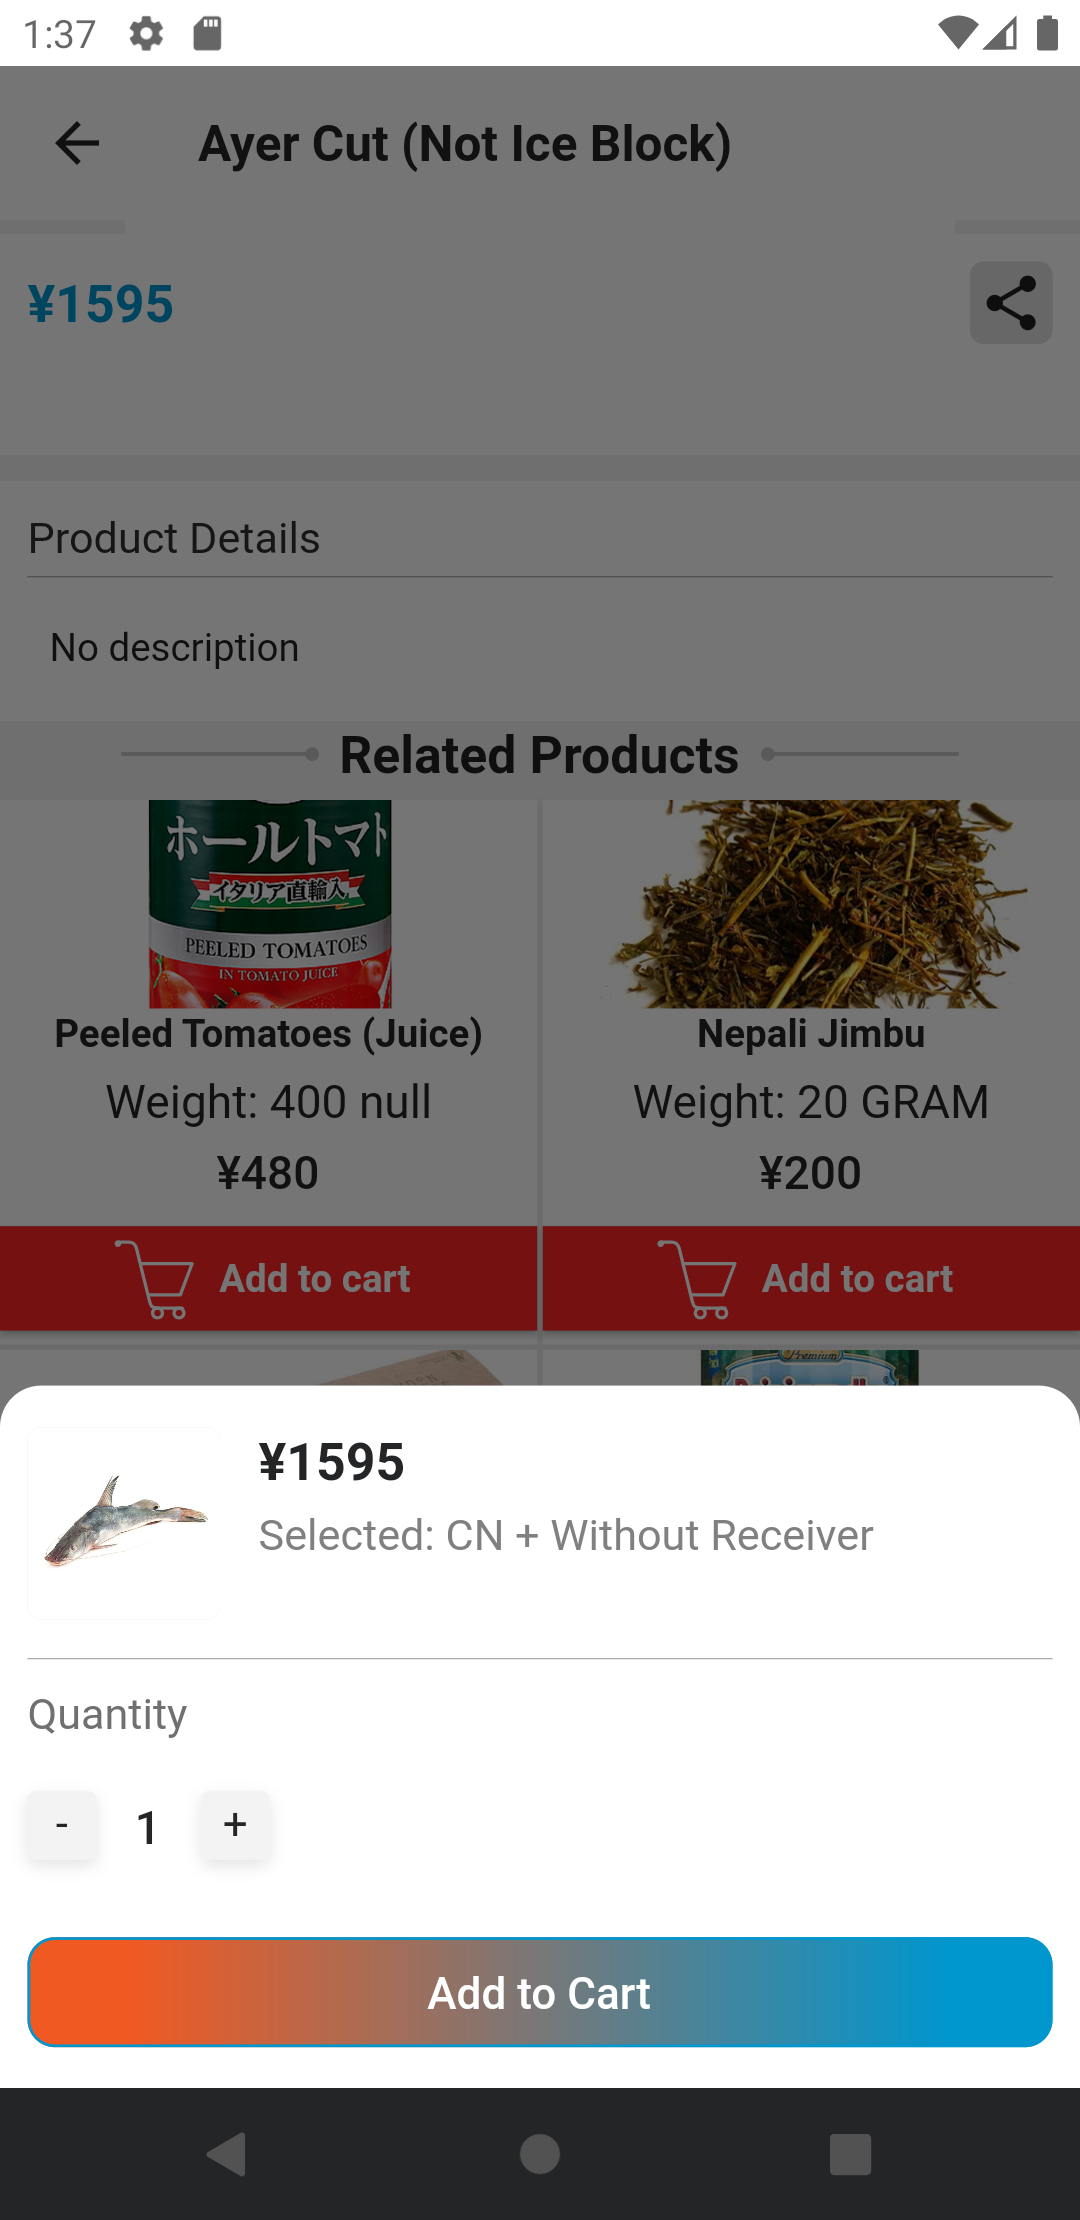 1:37
Ayer Cut (Not Ice Block)
¥1595
Product Details
No description
Related Products
ホールトマト
イタリア直輸入
PEELED TOMATOES
IN TOMATO JUICE
Peeled Tomatoes (Juice)
Weight: 400 null
¥480
Add to cart
Nepali Jimbu
Weight: 20 GRAM
¥200
Add to cart
Premium
¥1595
Selected: CN + Without Receiver
Quantity
- 1 +
Add to Cart